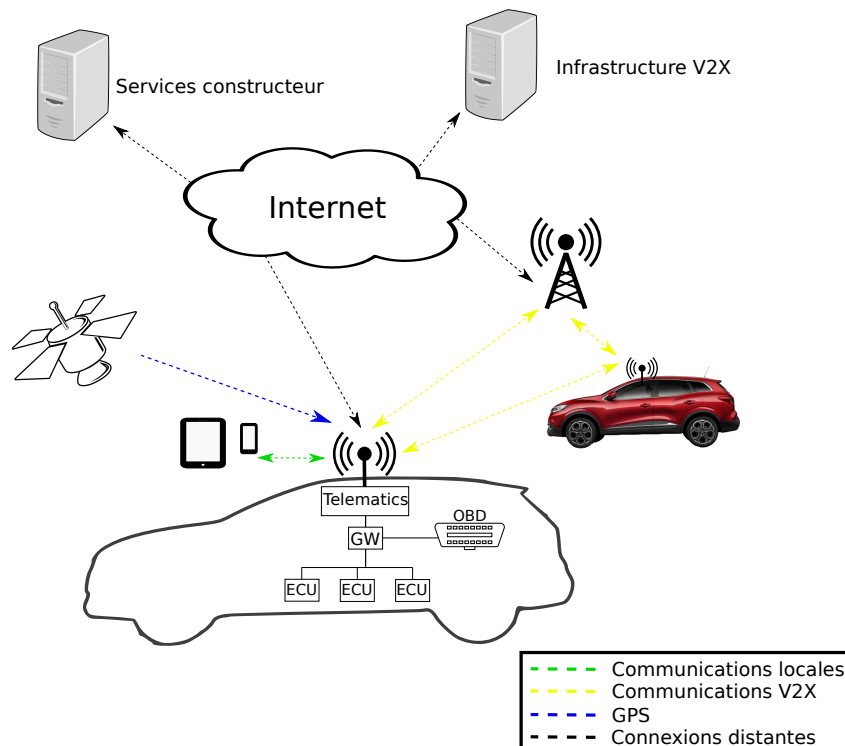 Services constructeur
Infrastructure V2X
Internet
Telematics
OBD
GW
ECU
ECU
ECU
Communications locales
Communications V2X
GPS
Connexions distantes